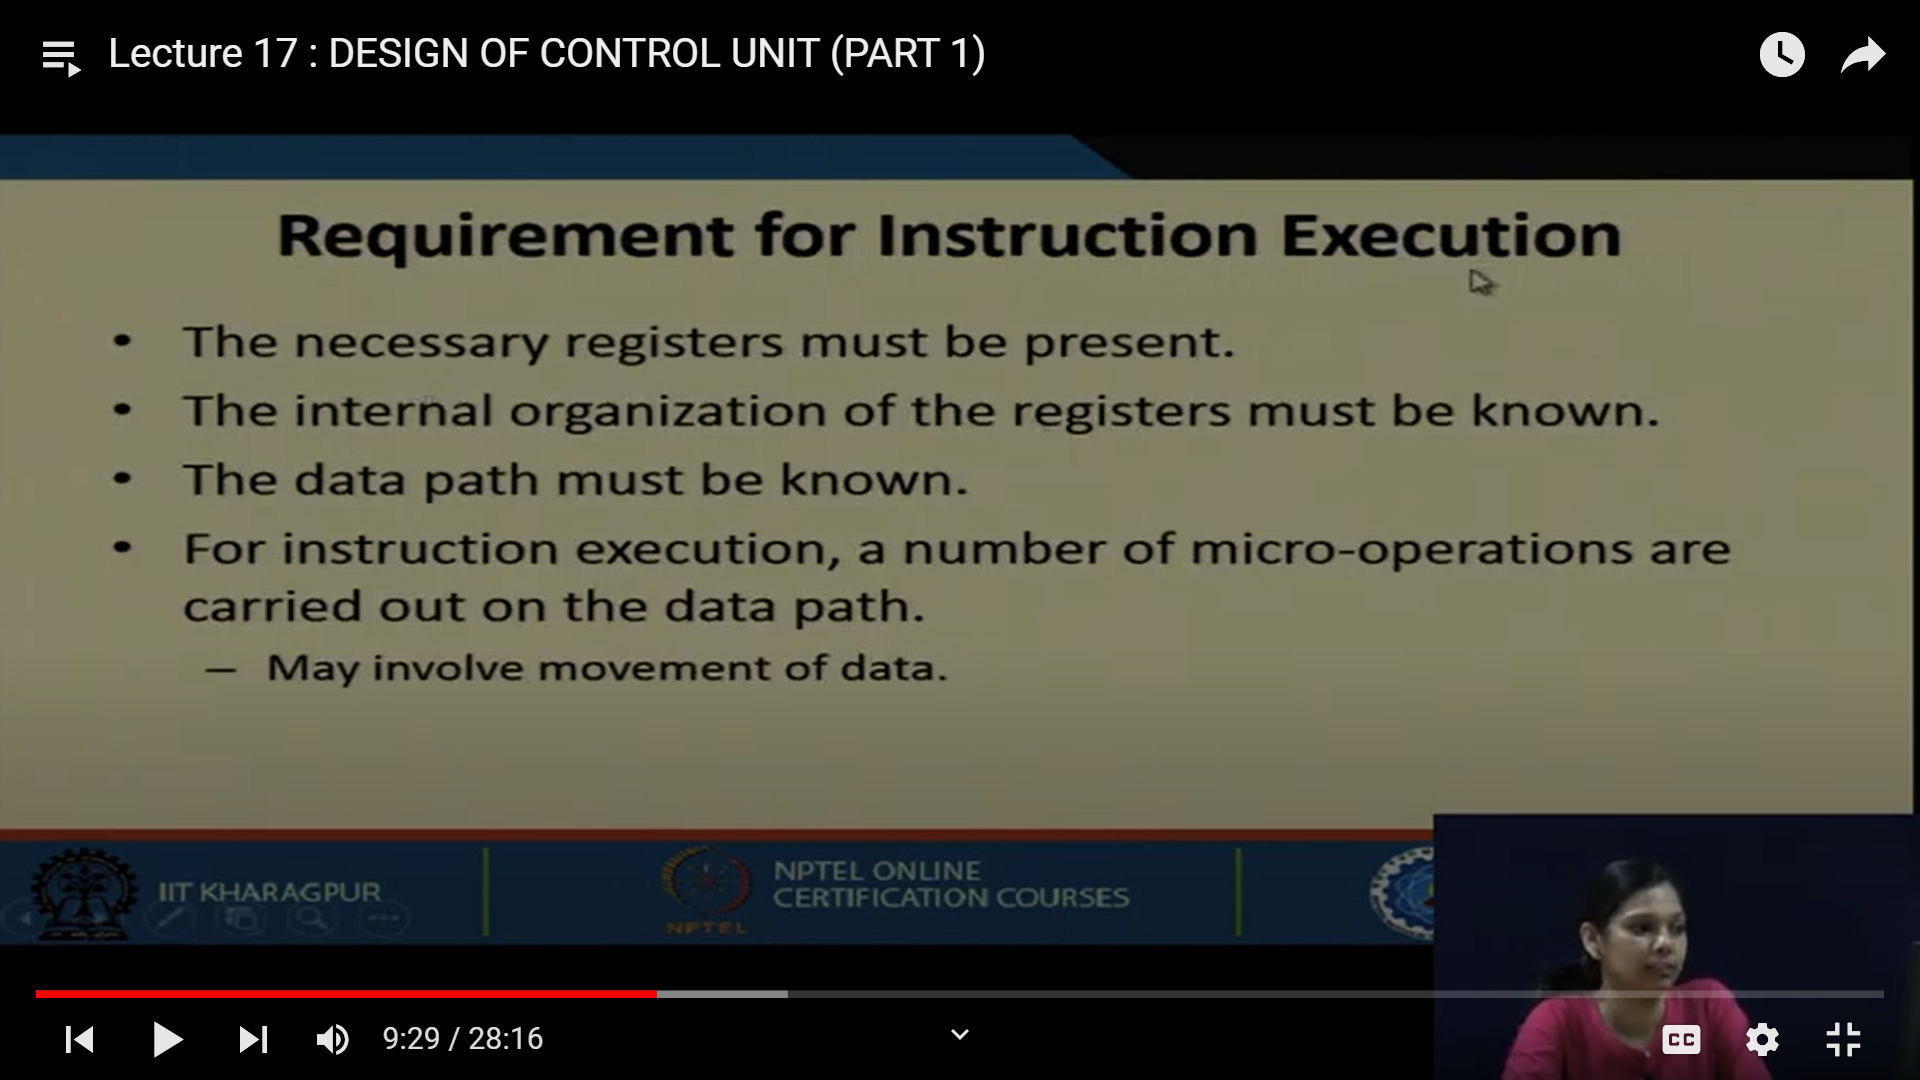 Lecture 17 : DESIGN OF CONTROL UNIT (PART 1)
Requirement for Instruction Execution
• The necessary registers must be present.
• The internal organization of the registers must be known.
• The data path must be known.
• For instruction execution, a number of micro-operations are
carried out on the data path.
– May involve movement of data.
IIT KHARAGPUR
NPTEL
NPTEL ONLINE
CERTIFICATION COURSES
9:29 / 28:16
CC